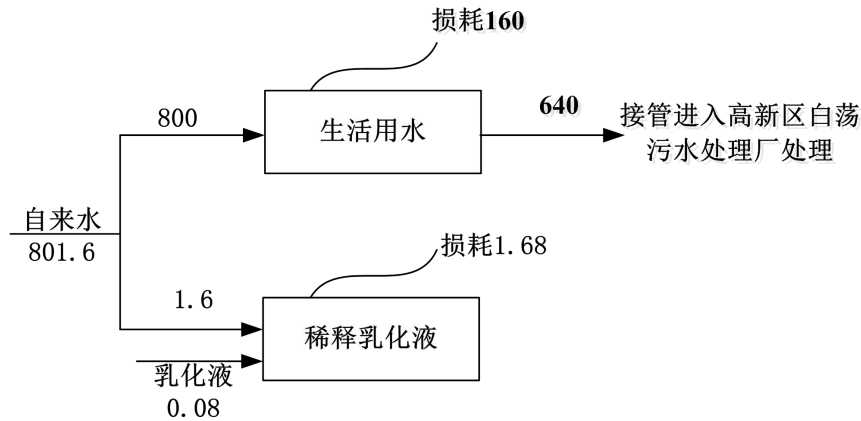 损耗160
800
生活用水
640
接管进入高新区白荡
污水处理厂处理
自来水
801.6
损耗1.68
1.6
稀释乳化液
乳化液
0.08